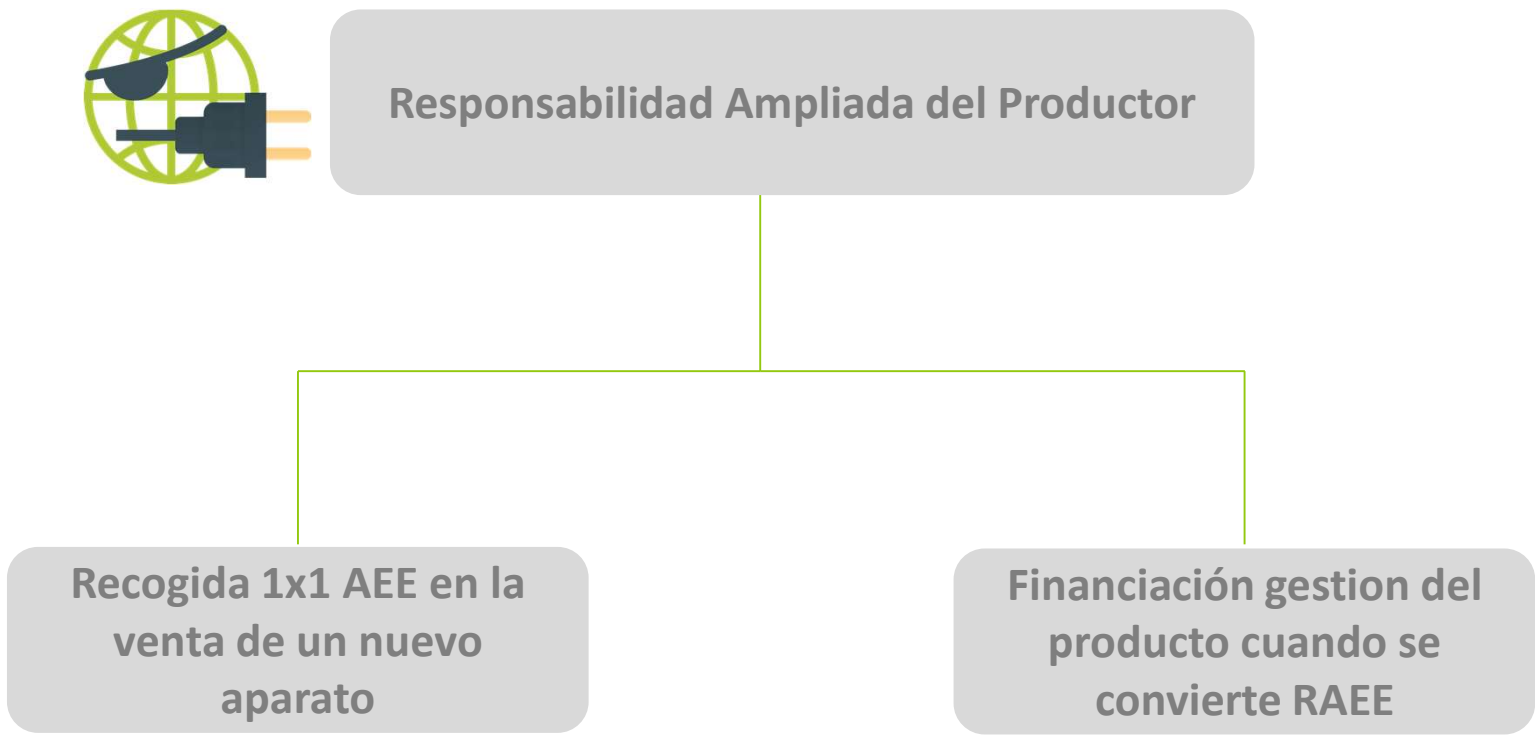 Responsabilidad Ampliada del Productor
Recogida 1x1 AEE en la
venta de un nuevo
aparato
Financiación gestion del
producto cuando se
convierte RAEE